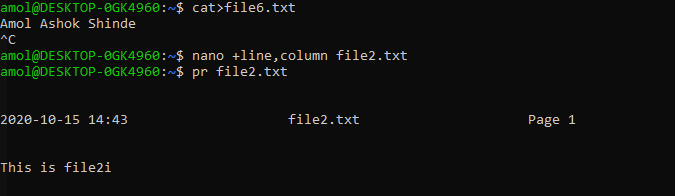 amol@DESKTOP-0GK4960:~$ cat>file6.txt
Amol Ashok Shinde
^C
amol@DESKTOP-0GK4960:~$ nano +line,column file2.txt
amol@DESKTOP-0GK4960:~$ pr file2.txt
2020-10-15 14:43 file2.txt Page 1
This is file2i